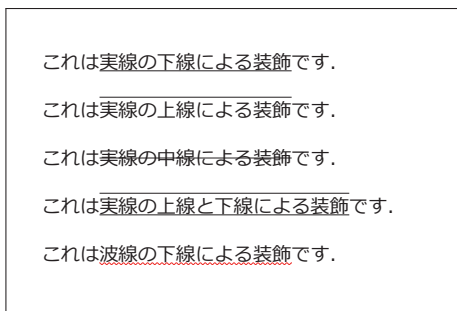 これは実線の下線による装飾です.
これは実線の上線による装飾です.
これは実線の中線による装飾です.
これは実線の上線と下線による装飾です.
これは波線の下線による装飾です.